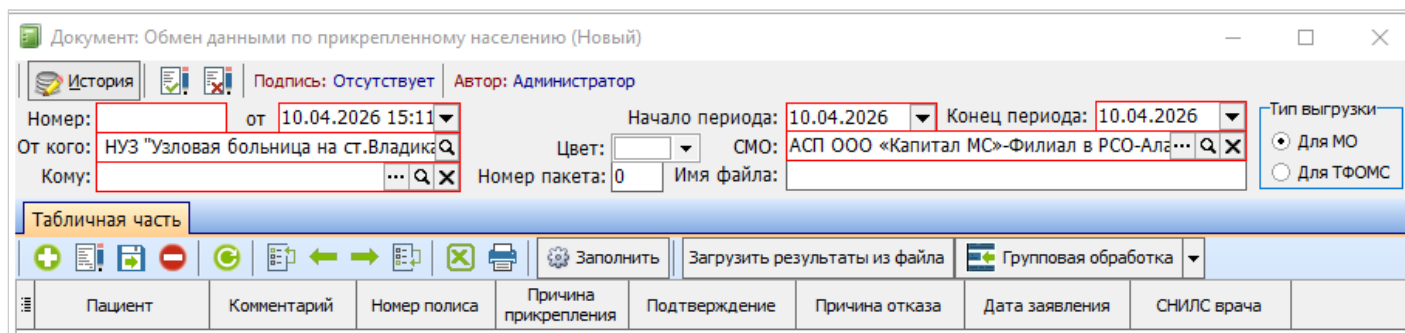 Документ: Обмен данными по прикрепленному населению (Новый)
История Подпись: Отсутствует Автор: Администратор
Номер: от 10.04.2026 15:11 Начало периода: 10.04.2026 Конец периода: 10.04.2026 Тип выгрузки
От кого: НУЗ "Узловая больница на ст.Владика Цвет: СМО: АСП ООО «Капитал МС»-Филиал в РСО-Ала Для МО
Кому: Номер пакета: 0 Имя файла: Для ТФОМС
Табличная часть
Заполнить Загрузить результаты из файла Групповая обработка
Пациент Комментарий Номер полиса Причина прикрепления Подтверждение Причина отказа Дата заявления СНИЛС врача